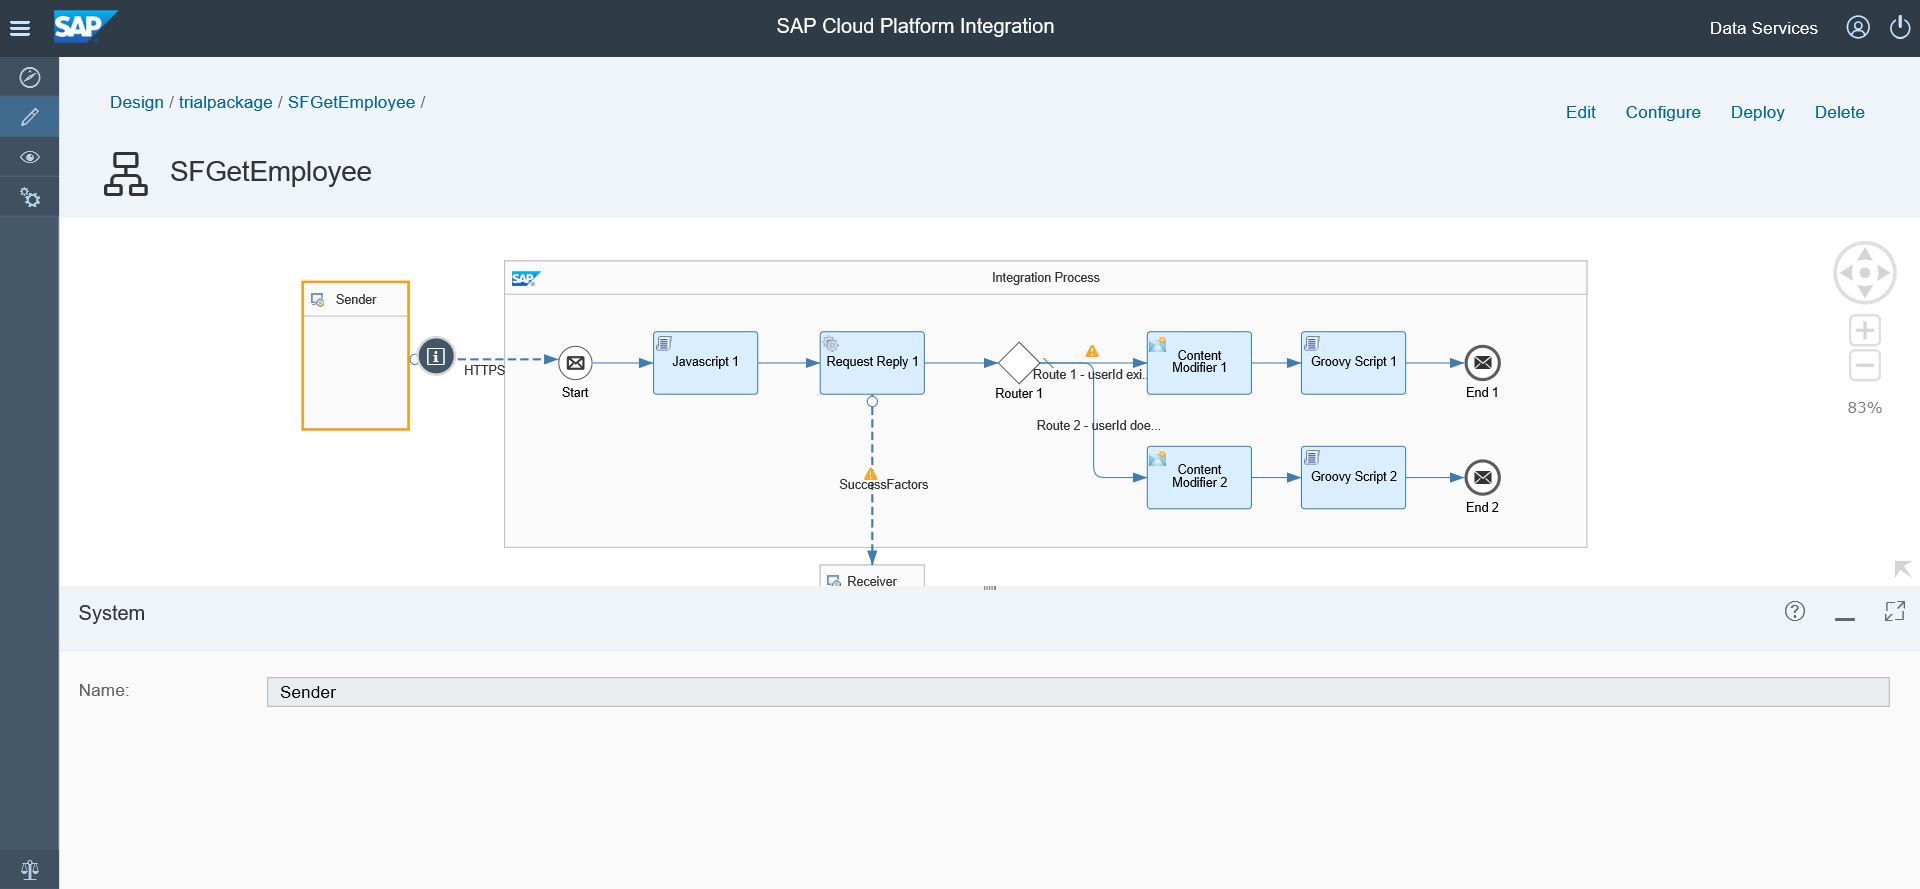 SAP
SAP Cloud Platform Integration
Data Services
Design / trialpackage / SFGetEmployee /
Edit
Configure
Deploy
Delete
SFGetEmployee
SAP
Integration Process
Sender
HTTPS
Start
Javascript 1
Request Reply 1
Router 1
Route 1 - userId exi...
Content
Modifier 1
Groovy Script 1
End 1
Route 2 - userId doe...
Content
Modifier 2
Groovy Script 2
End 2
SuccessFactors
Receiver
83%
System
Name:
Sender